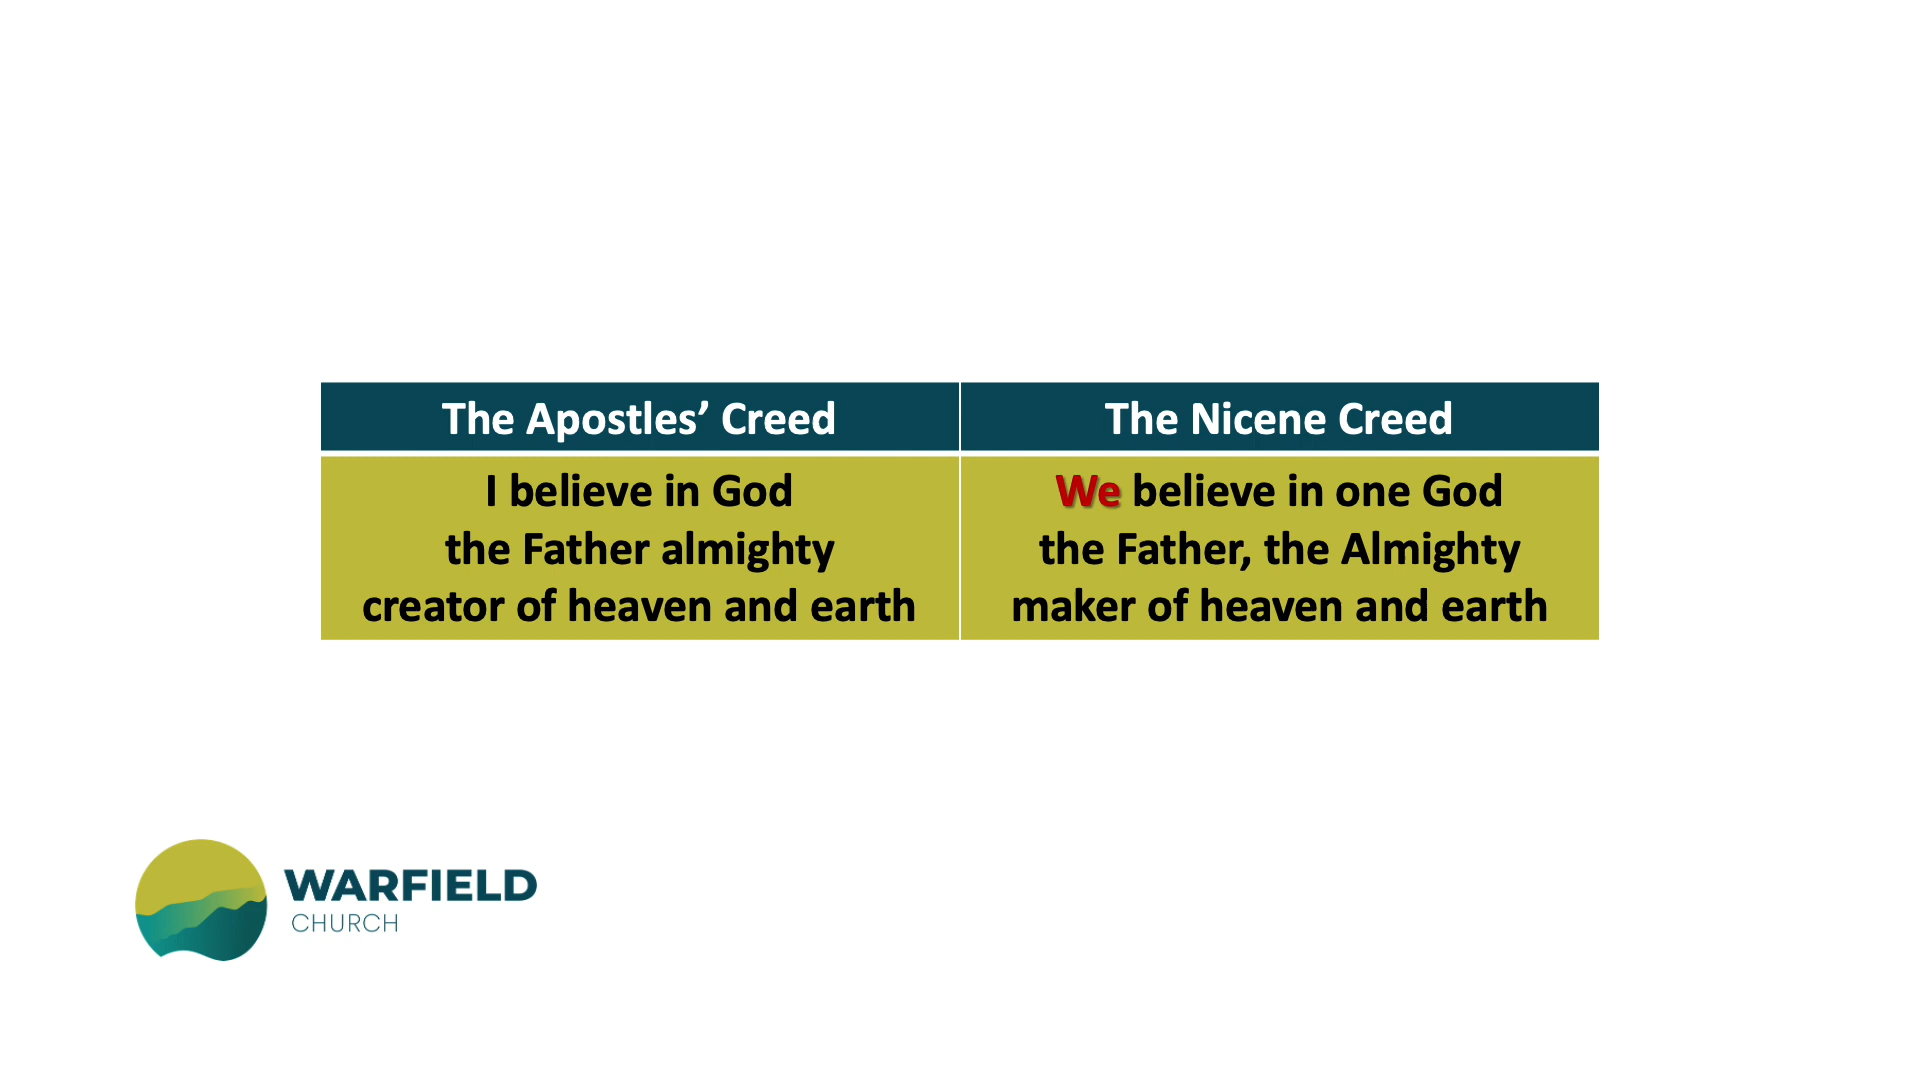 The Apostles’ Creed
The Nicene Creed
I believe in God
the Father almighty
creator of heaven and earth
We believe in one God
the Father, the Almighty
maker of heaven and earth
WARFIELD
CHURCH